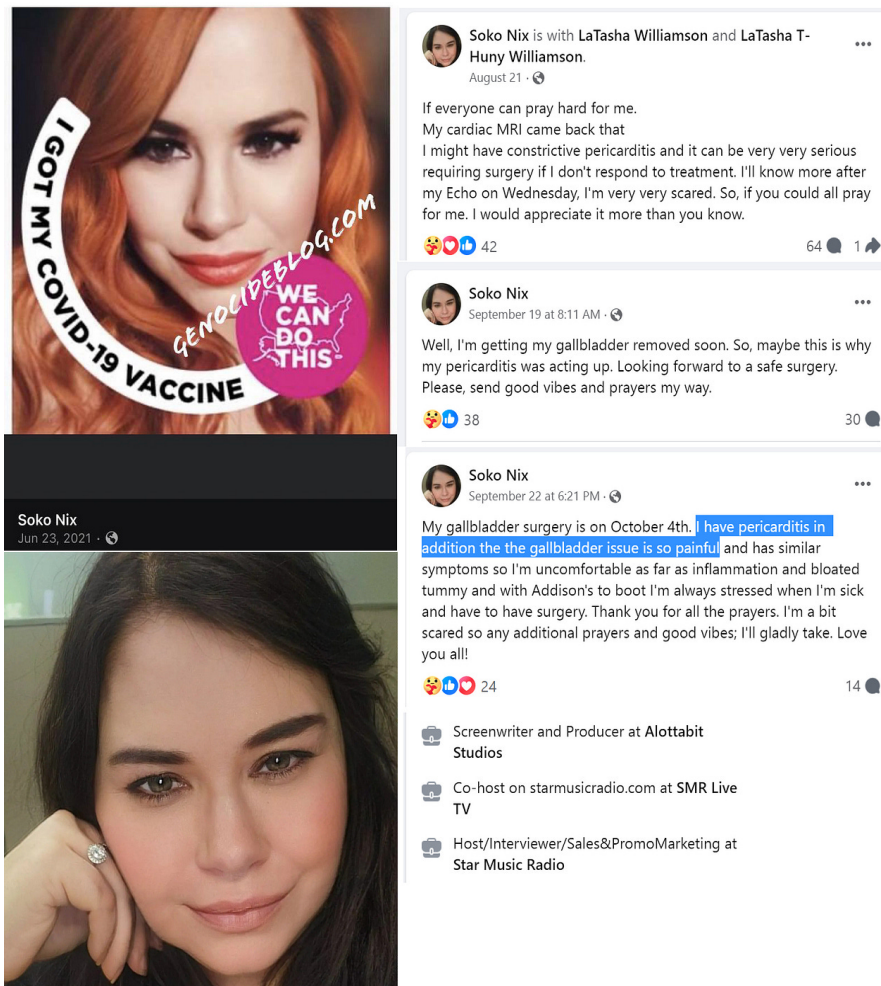 I GOT MY COVID-19 VACCINE
GENOCIDEBLOG.COM
WE
CAN
DO
THIS
Soko Nix
Jun 23, 2021 ·
Soko Nix is with LaTasha Williamson and LaTasha T-
Huny Williamson.
August 21 ·
If everyone can pray hard for me.
My cardiac MRI came back that
I might have constrictive pericarditis and it can be very very serious
requiring surgery if I don't respond to treatment. I'll know more after
my Echo on Wednesday, I'm very very scared. So, if you could all pray
for me. I would appreciate it more than you know.
42
64
1
Soko Nix
September 19 at 8:11 AM ·
Well, I'm getting my gallbladder removed soon. So, maybe this is why
my pericarditis was acting up. Looking forward to a safe surgery.
Please, send good vibes and prayers my way.
38
30
Soko Nix
September 22 at 6:21 PM ·
My gallbladder surgery is on October 4th. I have pericarditis in
addition the the gallbladder issue is so painful and has similar
symptoms so I'm uncomfortable as far as inflammation and bloated
tummy and with Addison's to boot I'm always stressed when I'm sick
and have to have surgery. Thank you for all the prayers. I'm a bit
scared so any additional prayers and good vibes; I'll gladly take. Love
you all!
24
14
Screenwriter and Producer at Alottabit
Studios
Co-host on starmusicradio.com at SMR Live
TV
Host/Interviewer/Sales&PromoMarketing at
Star Music Radio